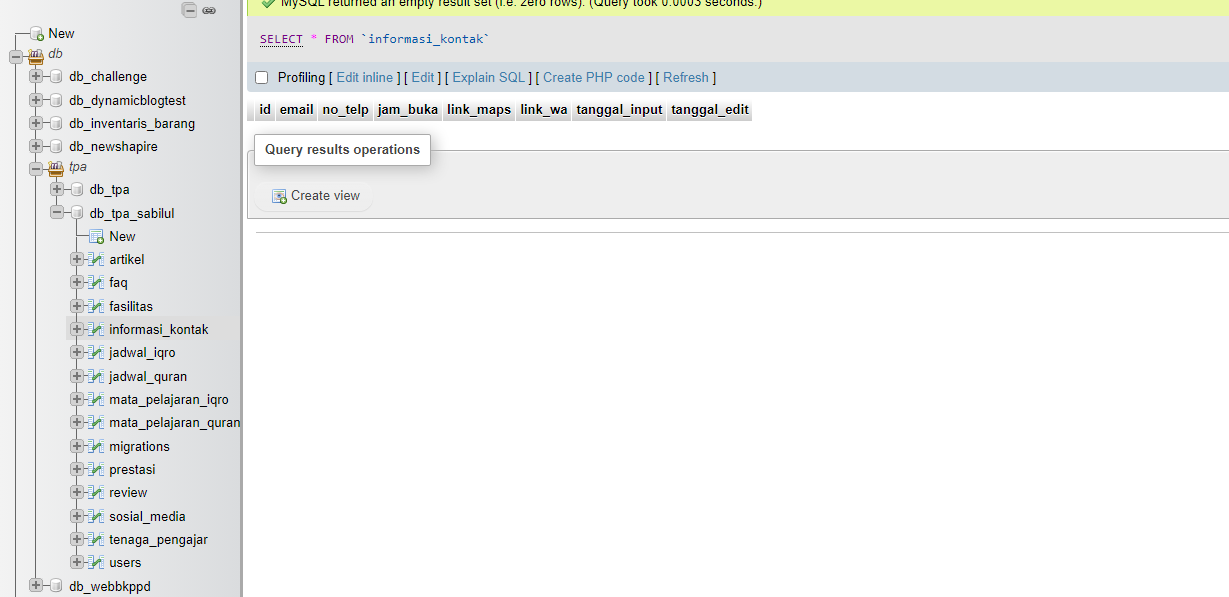 New
db
db_challenge
db_dynamicblogtest
db_inventaris_barang
db_newshapire
tpa
db_tpa
db_tpa_sabilul
New
artikel
faq
fasilitas
informasi_kontak
jadwal_iqro
jadwal_quran
mata_pelajaran_iqro
mata_pelajaran_quran
migrations
prestasi
review
sosial_media
tenaga_pengajar
users
db_webbkppd
MySQL returned an empty result set (i.e. zero rows). (Query took 0.0003 seconds.)
SELECT * FROM `informasi_kontak`
Profiling [ Edit inline ] [ Edit ] [ Explain SQL ] [ Create PHP code ] [ Refresh ]
id email no_telp jam_buka link_maps link_wa tanggal_input tanggal_edit
Query results operations
Create view